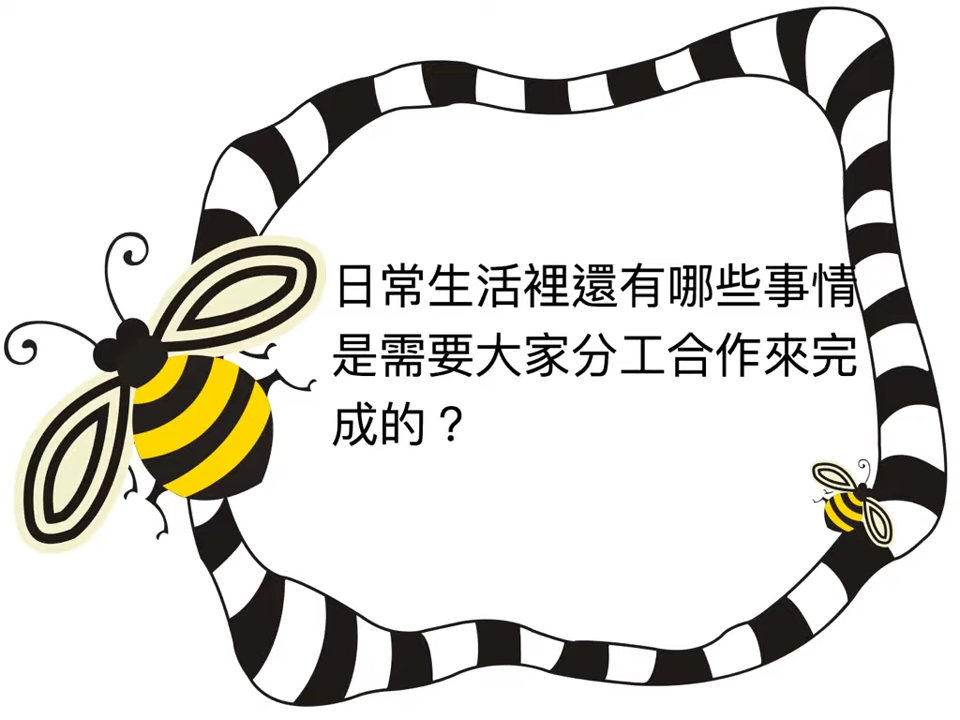 日常生活裡還有哪些事情
是需要大家分工合作來完
成的？